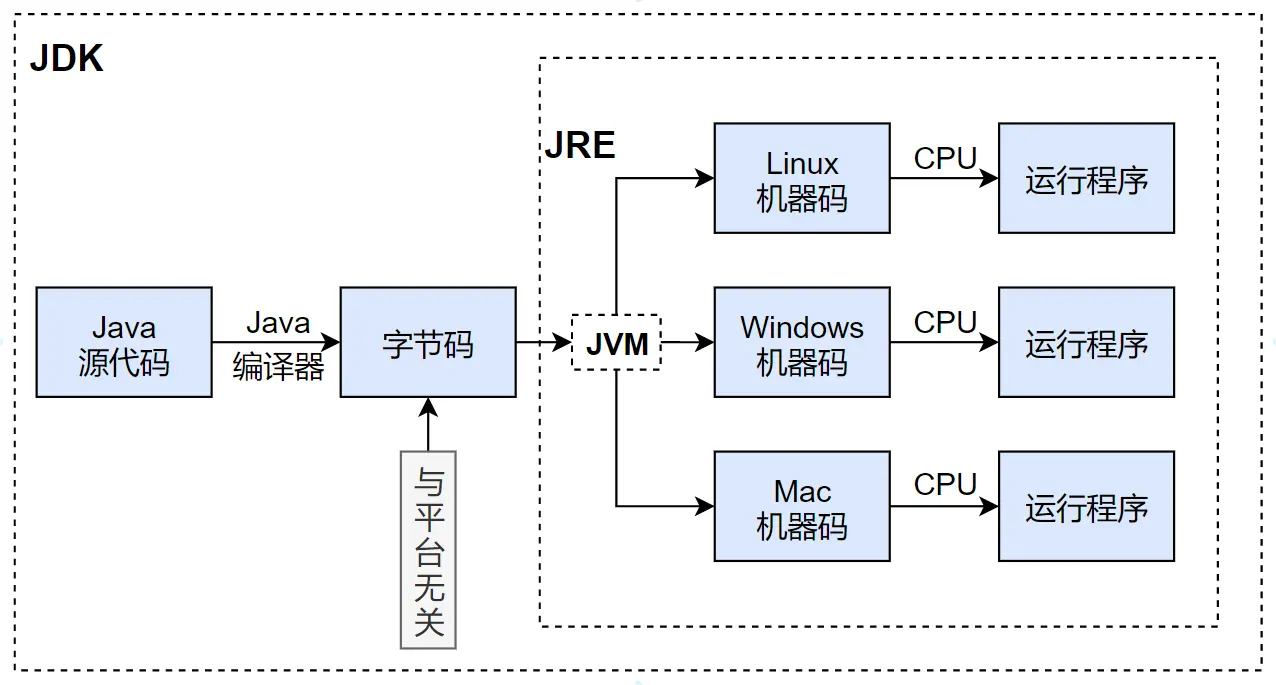 JDK
JRE
Linux
机器码
CPU
运行程序
Java
源代码
Java
编译器
字节码
JVM
Windows
机器码
CPU
运行程序
Mac
机器码
CPU
运行程序
与
平
台
无
关